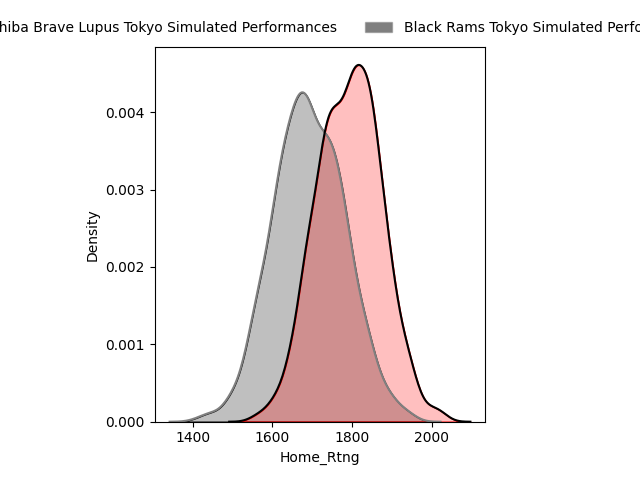 hiba Brave Lupus Tokyo Simulated Performances
Black Rams Tokyo Simulated Perfo
0.004
0.003
0.002
0.001
0.000
Density
1400 1600 1800 2000
Home_Rtng